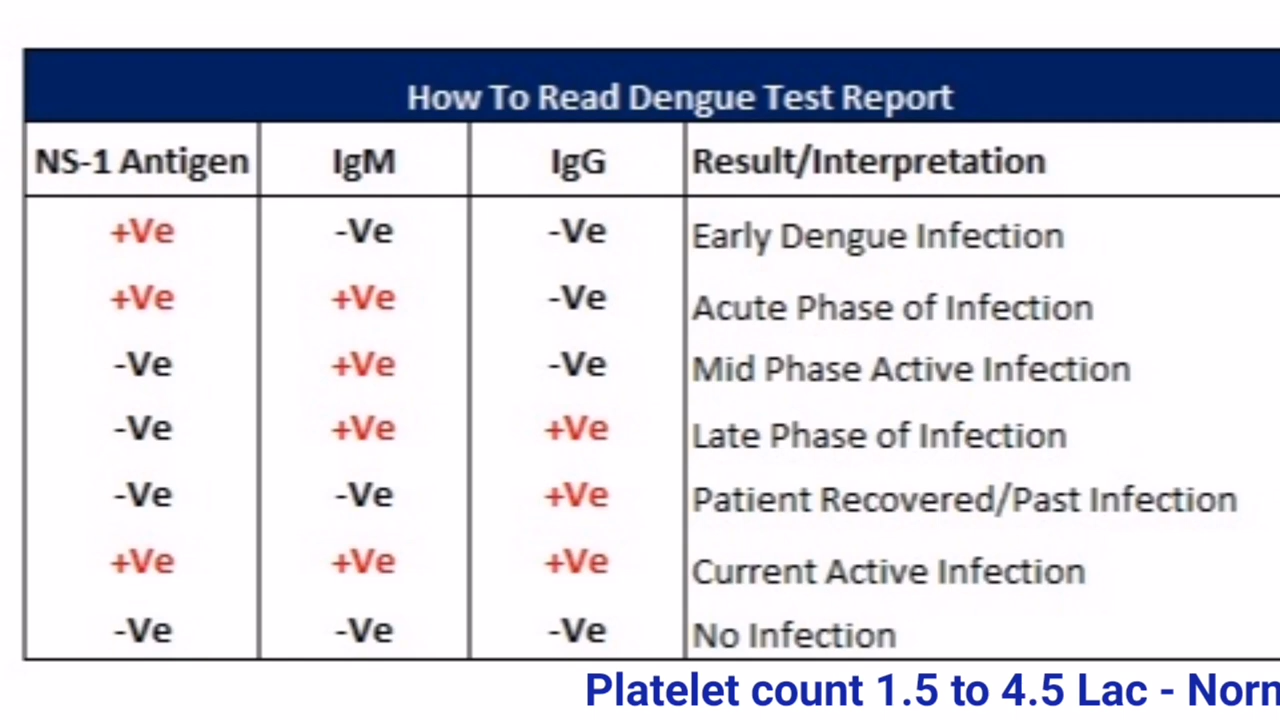 How To Read Dengue Test Report
NS-1 Antigen IgM IgG Result/Interpretation
+Ve -Ve -Ve Early Dengue Infection
+Ve +Ve -Ve Acute Phase of Infection
-Ve +Ve -Ve Mid Phase Active Infection
-Ve +Ve +Ve Late Phase of Infection
-Ve -Ve +Ve Patient Recovered/Past Infection
+Ve +Ve +Ve Current Active Infection
-Ve -Ve -Ve No Infection
Platelet count 1.5 to 4.5 Lac -